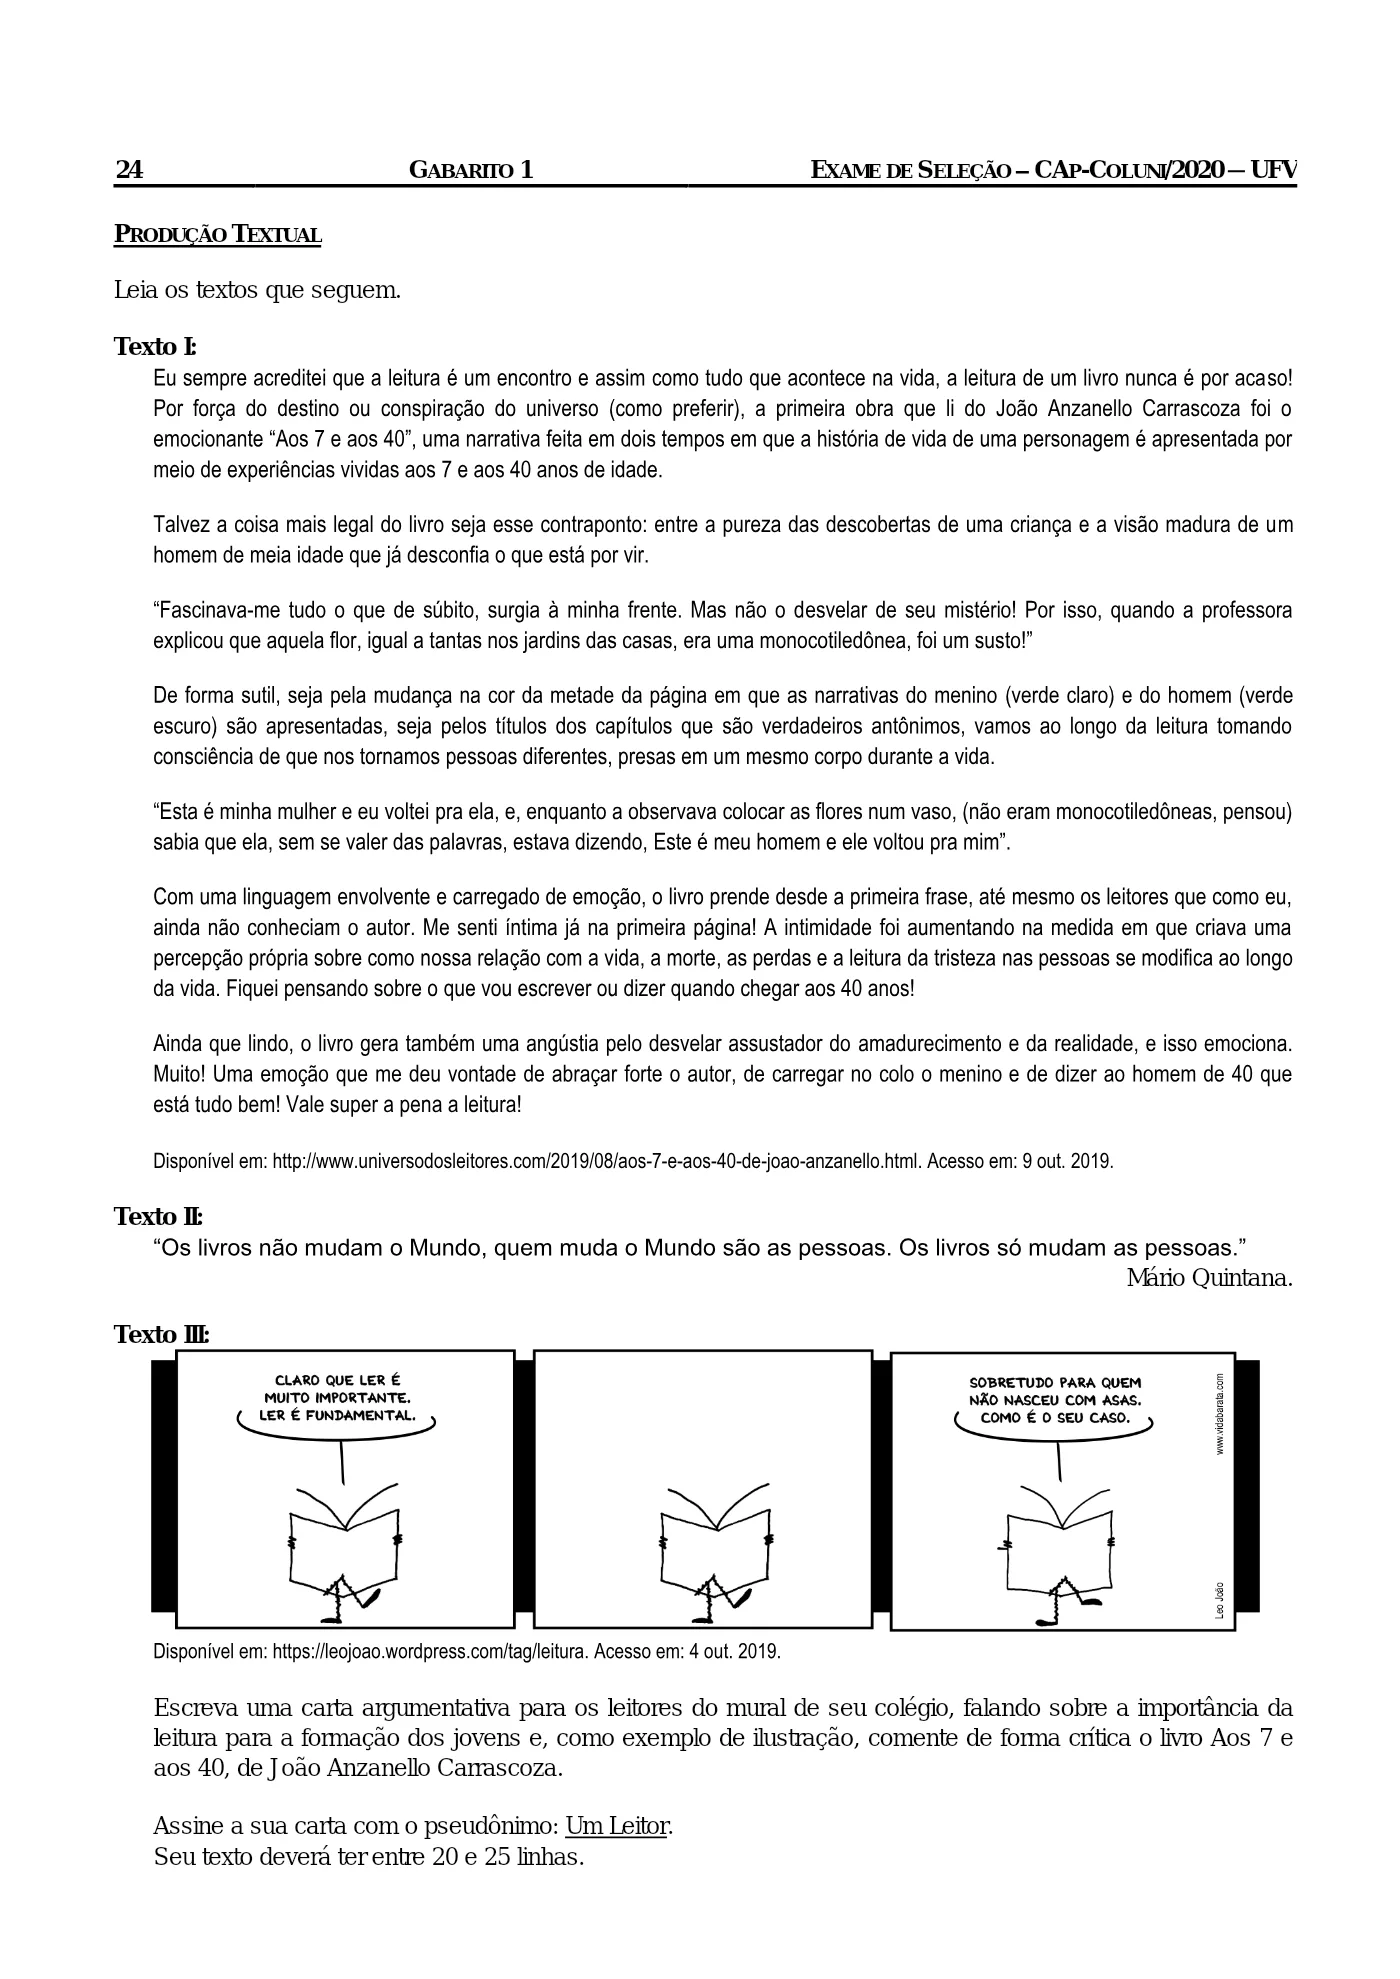 24 GABARITO 1 EXAME DE SELEÇÃO – CAP-COLUNI/2020 — UFV
PRODUÇÃO TEXTUAL
Leia os textos que seguem.
Texto I:
Eu sempre acreditei que a leitura é um encontro e assim como tudo que acontece na vida, a leitura de um livro nunca é por acaso!
Por força do destino ou conspiração do universo (como preferir), a primeira obra que li do João Anzanello Carrascoza foi o
emocionante “Aos 7 e aos 40”, uma narrativa feita em dois tempos em que a história de vida de uma personagem é apresentada por
meio de experiências vividas aos 7 e aos 40 anos de idade.
Talvez a coisa mais legal do livro seja esse contraponto: entre a pureza das descobertas de uma criança e a visão madura de um
homem de meia idade que já desconfia o que está por vir.
“Fascinava-me tudo o que de súbito, surgia à minha frente. Mas não o desvelar de seu mistério! Por isso, quando a professora
explicou que aquela flor, igual a tantas nos jardins das casas, era uma monocotiledônea, foi um susto!”
De forma sutil, seja pela mudança na cor da metade da página em que as narrativas do menino (verde claro) e do homem (verde
escuro) são apresentadas, seja pelos títulos dos capítulos que são verdadeiros antônimos, vamos ao longo da leitura tomando
consciência de que nos tornamos pessoas diferentes, presas em um mesmo corpo durante a vida.
“Esta é minha mulher e eu voltei pra ela, e, enquanto a observava colocar as flores num vaso, (não eram monocotiledôneas, pensou)
sabia que ela, sem se valer das palavras, estava dizendo, Este é meu homem e ele voltou pra mim”.
Com uma linguagem envolvente e carregado de emoção, o livro prende desde a primeira frase, até mesmo os leitores que como eu,
ainda não conheciam o autor. Me senti íntima já na primeira página! A intimidade foi aumentando na medida em que criava uma
percepção própria sobre como nossa relação com a vida, a morte, as perdas e a leitura da tristeza nas pessoas se modifica ao longo
da vida. Fiquei pensando sobre o que vou escrever ou dizer quando chegar aos 40 anos!
Ainda que lindo, o livro gera também uma angústia pelo desvelar assustador do amadurecimento e da realidade, e isso emociona.
Muito! Uma emoção que me deu vontade de abraçar forte o autor, de carregar no colo o menino e de dizer ao homem de 40 que
está tudo bem! Vale super a pena a leitura!
Disponível em: http://www.universodosleitores.com/2019/08/aos-7-e-aos-40-de-joao-anzanello.html. Acesso em: 9 out. 2019.
Texto II:
“Os livros não mudam o Mundo, quem muda o Mundo são as pessoas. Os livros só mudam as pessoas.”
Mário Quintana.
Texto III:
CLARO QUE LER É
MUITO IMPORTANTE.
LER É FUNDAMENTAL.
SOBRETUDO PARA QUEM
NÃO NASCEU COM ASAS.
COMO É O SEU CASO.
www.vidabarata.com
Leo João
Disponível em: https://leojoao.wordpress.com/tag/leitura. Acesso em: 4 out. 2019.
Escreva uma carta argumentativa para os leitores do mural de seu colégio, falando sobre a importância da
leitura para a formação dos jovens e, como exemplo de ilustração, comente de forma crítica o livro Aos 7 e
aos 40, de João Anzanello Carrascoza.
Assine a sua carta com o pseudônimo: Um Leitor.
Seu texto deverá ter entre 20 e 25 linhas.